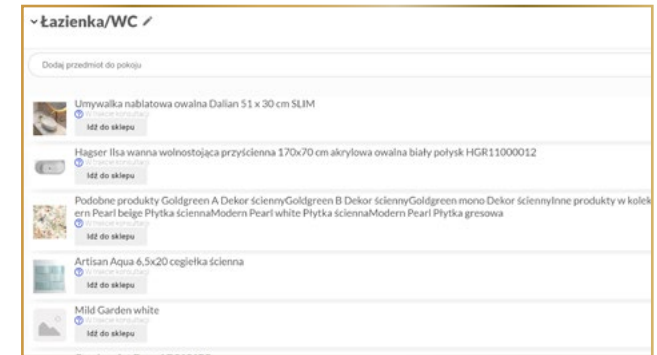 Łazienka/WC
Dodaj przedmiot do pokoju
Umywalka nablatowa owalna Dalian 51 x 30 cm SLIM
W trakcie konsultacji
Idź do sklepu
Hagser Ilsa wanna wolnostojąca przyścienna 170x70 cm akrylowa owalna biały połysk HGR11000012
W trakcie konsultacji
Idź do sklepu
Podobne produkty Goldgreen A Dekor ściennyGoldgreen B Dekor ściennyGoldgreen mono Dekor ściennyInne produkty w kolek
ern Pearl beige Płytka ściennaModern Pearl white Płytka ściennaModern Pearl Płytka gresowa
W trakcie konsultacji
Idź do sklepu
Artisan Aqua 6,5x20 cegiełka ścienna
W trakcie konsultacji
Idź do sklepu
Mild Garden white
W trakcie konsultacji
Idź do sklepu